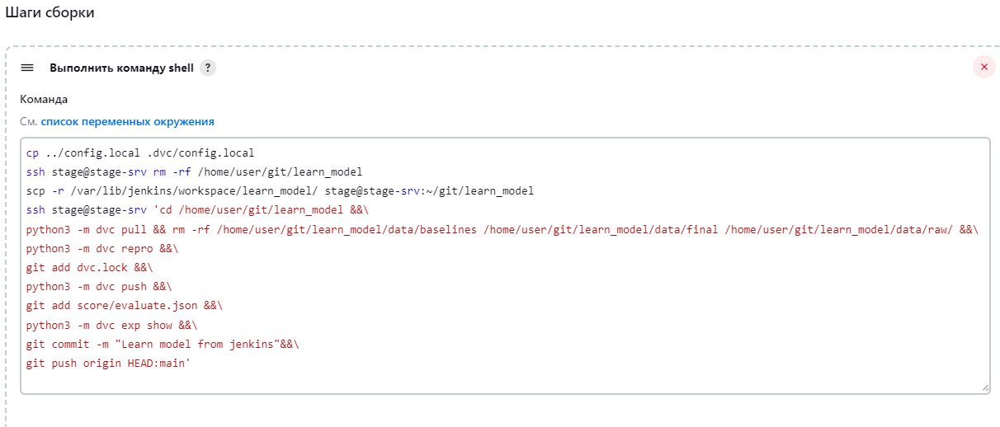 Шаги сборки
Выполнить команду shell ?
Команда
См. список переменных окружения
cp ../config.local .dvc/config.local
ssh stage@stage-srv rm -rf /home/user/git/learn_model
scp -r /var/lib/jenkins/workspace/learn_model/ stage@stage-srv:~/git/learn_model
ssh stage@stage-srv 'cd /home/user/git/learn_model &&\
python3 -m dvc pull && rm -rf /home/user/git/learn_model/data/baselines /home/user/git/learn_model/data/final /home/user/git/learn_model/data/raw/ &&\
python3 -m dvc repro &&\
git add dvc.lock &&\
python3 -m dvc push &&\
git add score/evaluate.json &&\
python3 -m dvc exp show &&\
git commit -m "Learn model from jenkins"&&\
git push origin HEAD:main'